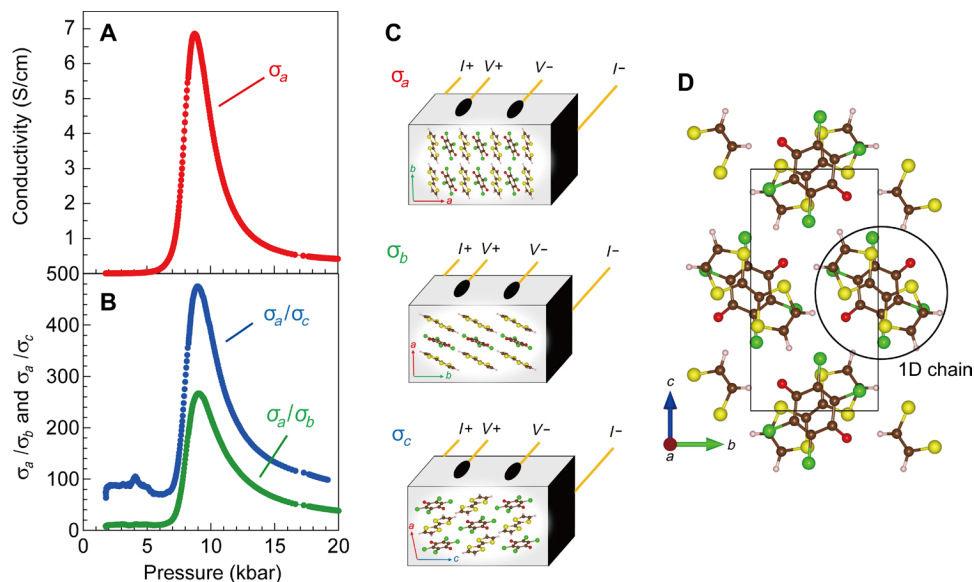 A
Conductivity (S/cm)
7
6
5
4
3
2
1
σa
B
σa/σb and σa/σc
500
400
300
200
100
0
σa/σc
σa/σb
0 5 10 15 20
Pressure (kbar)
C
σa
I+ V+ V− I−
b
a
σb
I+ V+ V− I−
a
b
σc
I+ V+ V− I−
a
c
D
1D chain
c
a
b